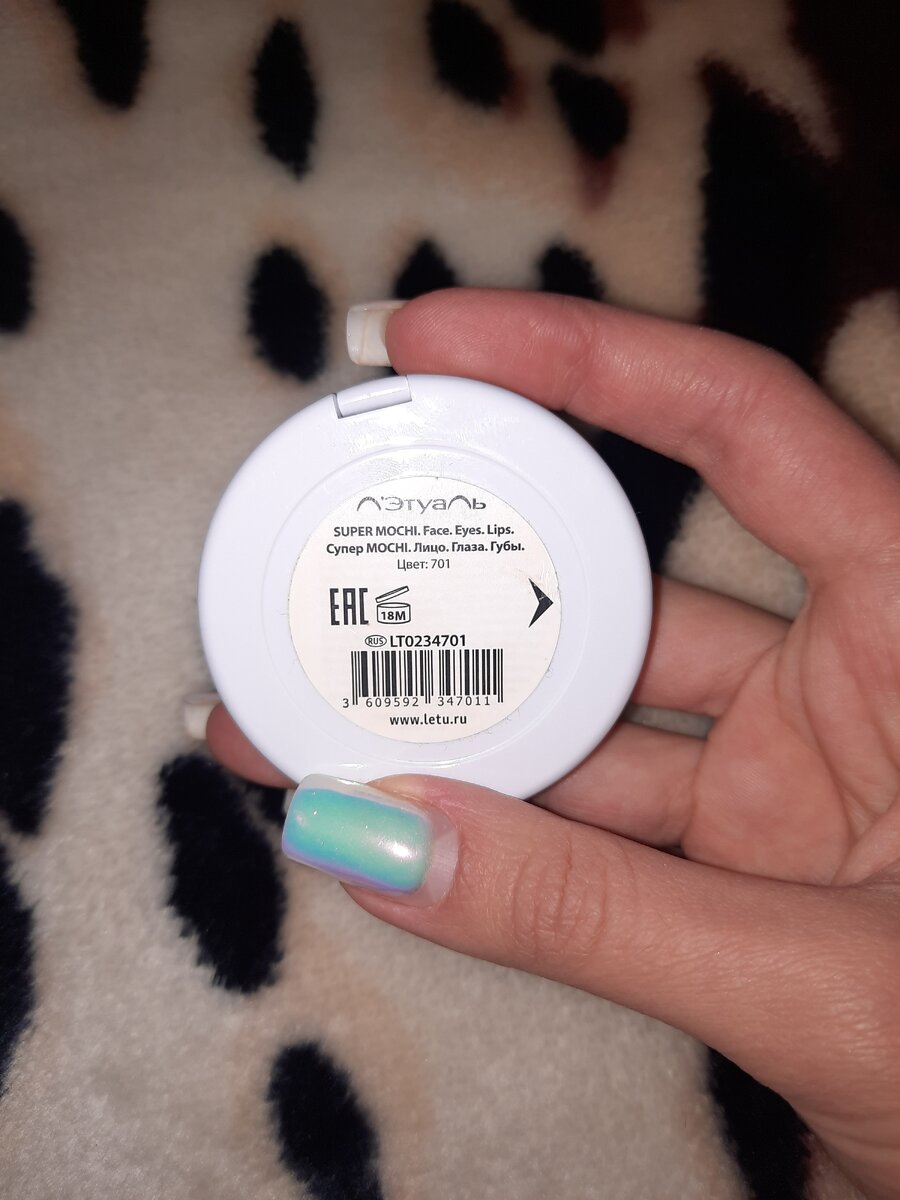 Л'Этуаль
SUPER MOCHI. Face. Eyes. Lips.
Супер MOCHI. Лицо. Глаза. Губы.
Цвет: 701
EAC 18M
RUS LT0234701
3 609592 347011
www.letu.ru